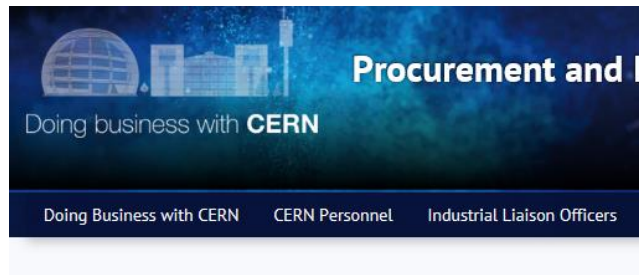 Procurement and
Doing business with CERN
Doing Business with CERN CERN Personnel Industrial Liaison Officers